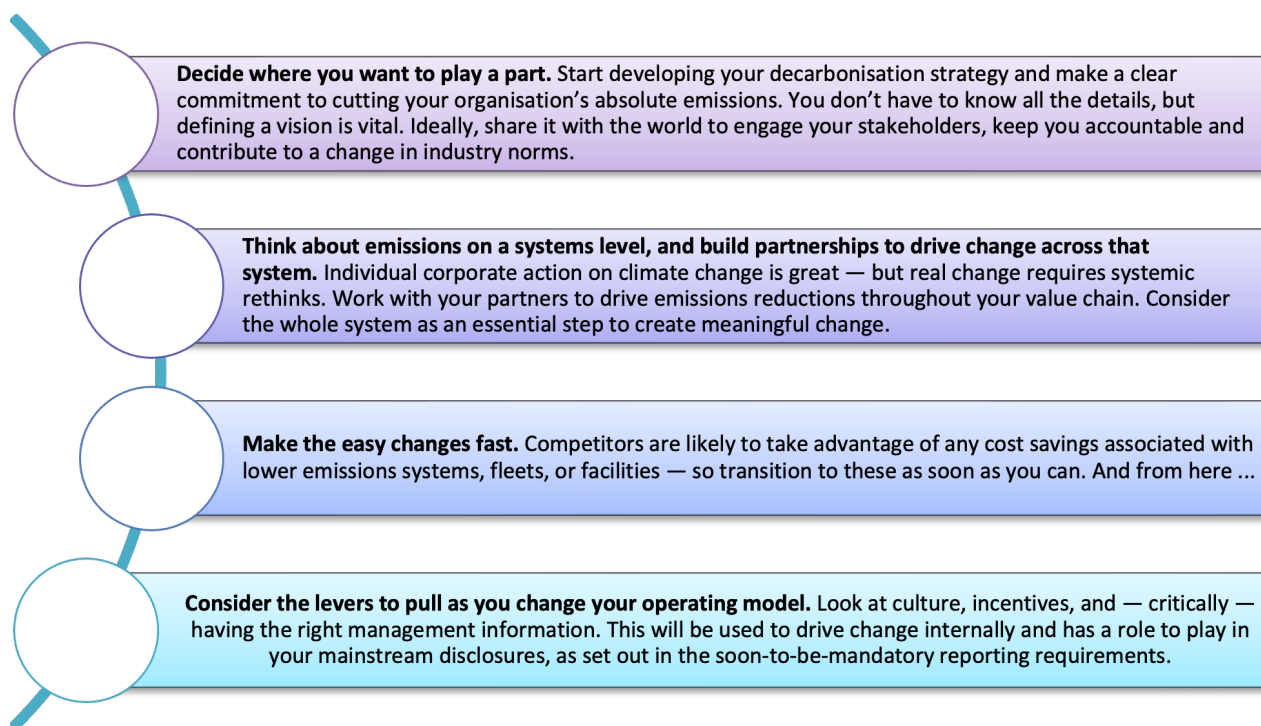 Decide where you want to play a part. Start developing your decarbonisation strategy and make a clear
commitment to cutting your organisation’s absolute emissions. You don’t have to know all the details, but
defining a vision is vital. Ideally, share it with the world to engage your stakeholders, keep you accountable and
contribute to a change in industry norms.
Think about emissions on a systems level, and build partnerships to drive change across that
system. Individual corporate action on climate change is great — but real change requires systemic
rethinks. Work with your partners to drive emissions reductions throughout your value chain. Consider
the whole system as an essential step to create meaningful change.
Make the easy changes fast. Competitors are likely to take advantage of any cost savings associated with
lower emissions systems, fleets, or facilities — so transition to these as soon as you can. And from here ...
Consider the levers to pull as you change your operating model. Look at culture, incentives, and — critically —
having the right management information. This will be used to drive change internally and has a role to play in
your mainstream disclosures, as set out in the soon-to-be-mandatory reporting requirements.